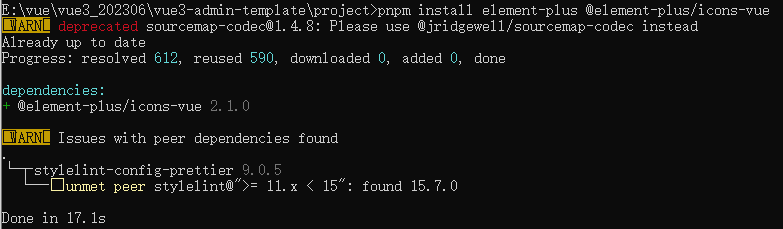 E:\vue\vue3_202306\vue3-admin-template\project>pnpm install element-plus @element-plus/icons-vue
WARN deprecated sourcemap-codec@1.4.8: Please use @jridgewell/sourcemap-codec instead
Already up to date
Progress: resolved 612, reused 590, downloaded 0, added 0, done
dependencies:
+ @element-plus/icons-vue 2.1.0
WARN Issues with peer dependencies found
.
└─┬ stylelint-config-prettier 9.0.5
└── □unmet peer stylelint@">= 11.x < 15": found 15.7.0
Done in 17.1s